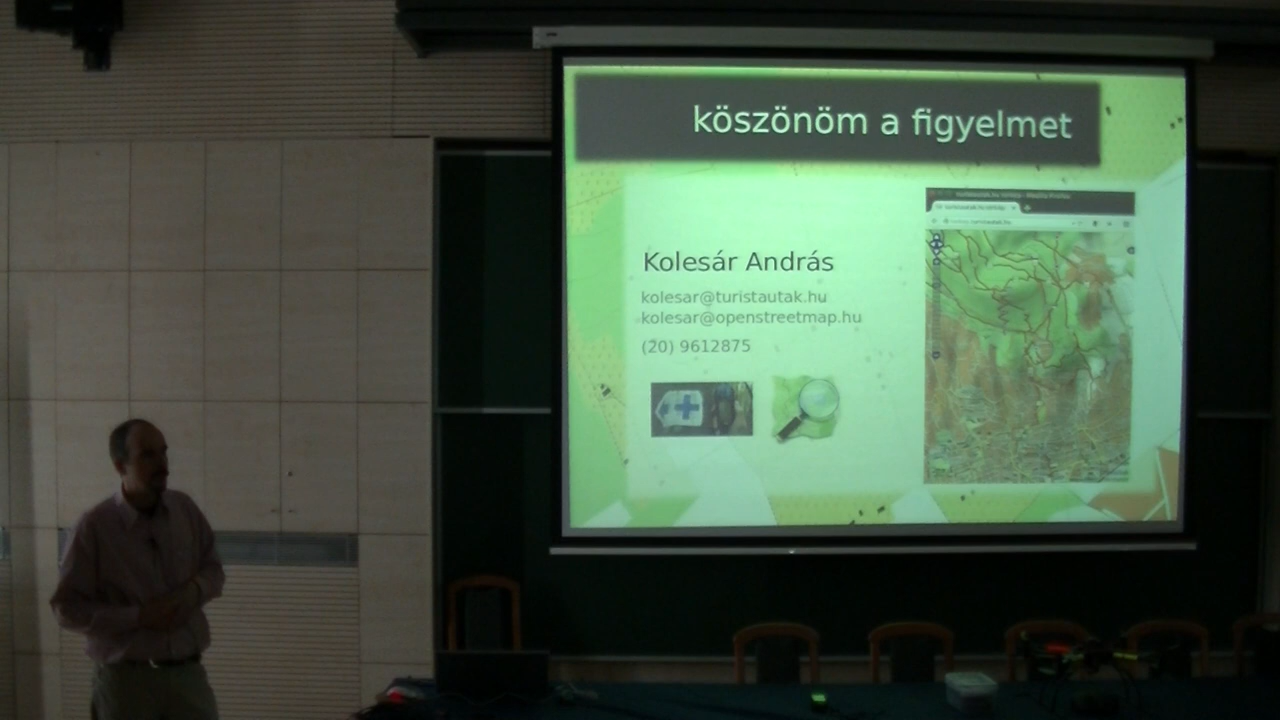 köszönöm a figyelmet
Kolesár András
kolesar@turistautak.hu
kolesar@openstreetmap.hu
(20) 9612875